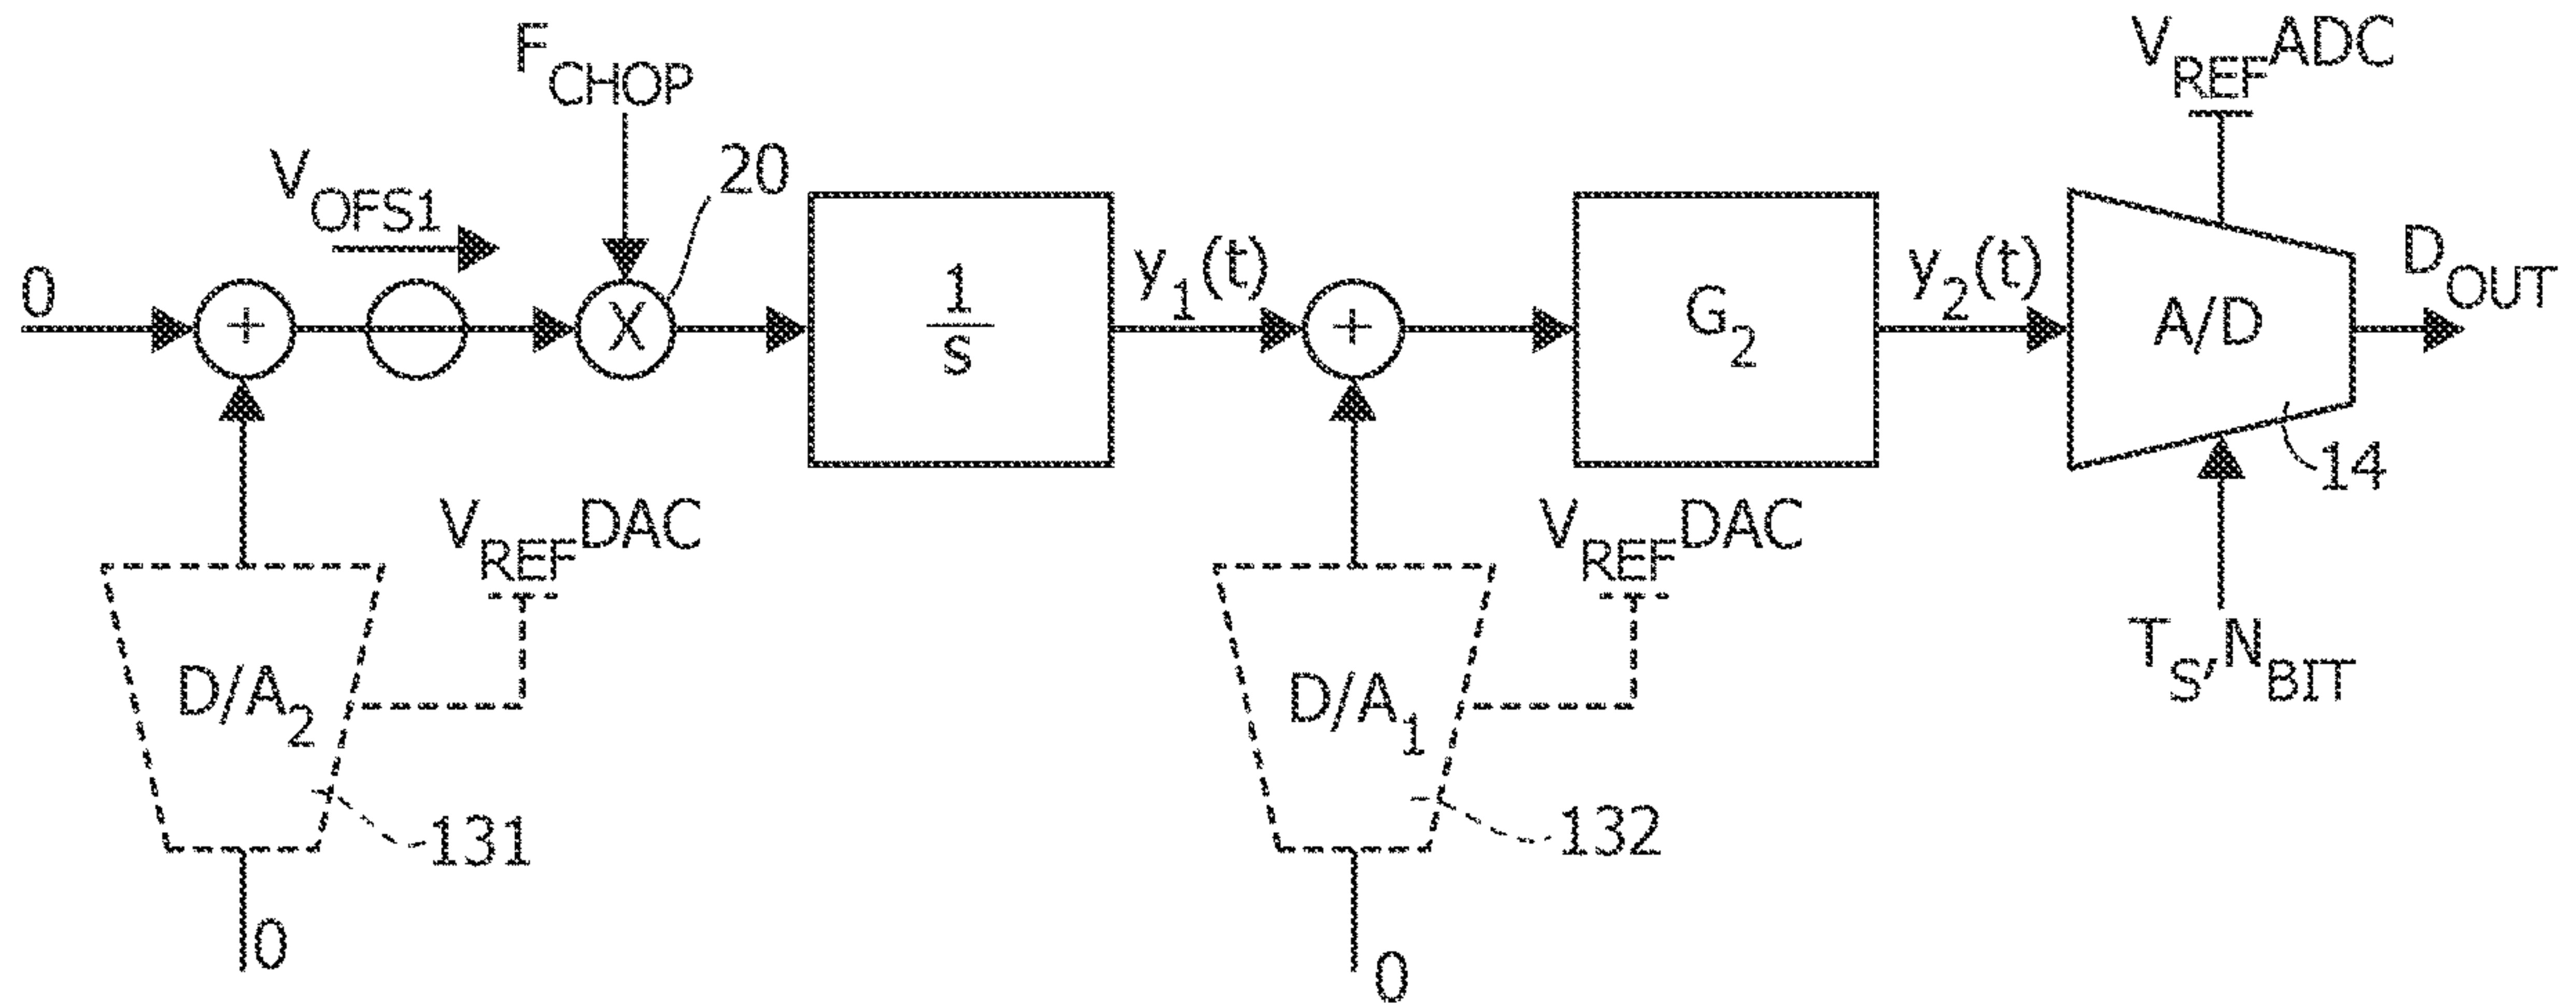 F_CHOP
V_REF ADC
V_OFS1
20
0
+
X
1
s
y_1(t)
+
G_2
y_2(t)
A/D
D_OUT
14
V_REF DAC
V_REF DAC
T_S, N_BIT
D/A_2
D/A_1
131
132
0
0